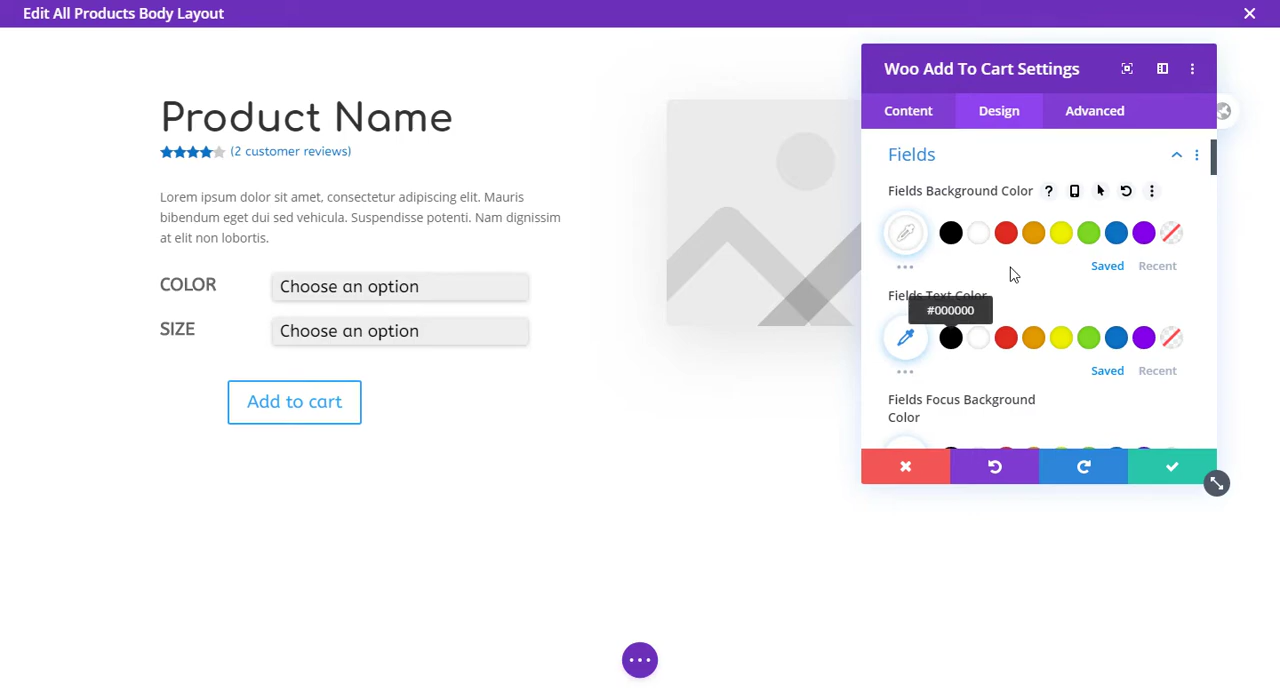 Edit All Products Body Layout
Product Name
(2 customer reviews)
Lorem ipsum dolor sit amet, consectetur adipiscing elit. Mauris
bibendum eget dui sed vehicula. Suspendisse potenti. Nam dignissim
at elit non lobortis.
COLOR
Choose an option
SIZE
Choose an option
Add to cart
Woo Add To Cart Settings
Content
Design
Advanced
Fields
Fields Background Color
Saved
Recent
Fields Text Color
#000000
Saved
Recent
Fields Focus Background
Color